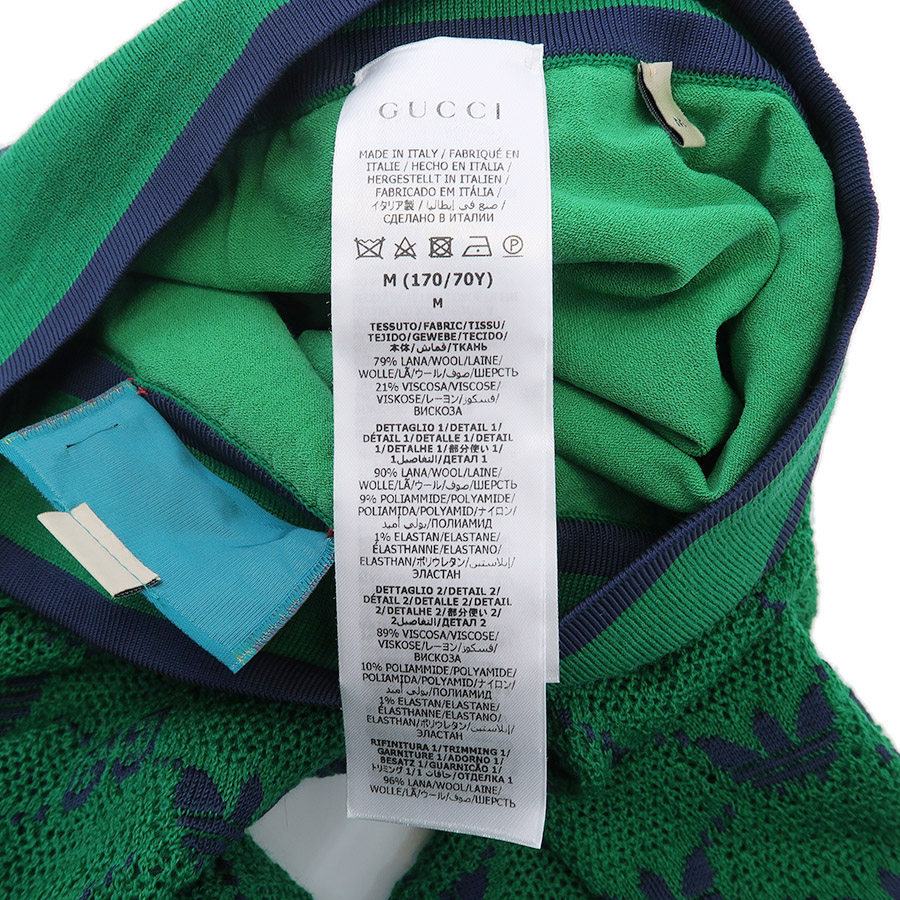 GUCCI
MADE IN ITALY / FABRIQUÉ EN
ITALIE / HECHO EN ITALIA /
HERGESTELLT IN ITALIEN /
FABRICADO EM ITÁLIA /
イタリア製 / صنع في إيطاليا /
СДЕЛАНО В ИТАЛИИ
M (170/70Y)
M
TESSUTO/FABRIC/TISSU/
TEJIDO/GEWEBE/TECIDO/
本体/قماش/ТКАНЬ
79% LANA/WOOL/LAINE/
WOLLE/LÃ/ウール/صوف/ШЕРСТЬ
21% VISCOSA/VISCOSE/
VISKOSE/レーヨン/فسكوز/
ВИСКОЗА
DETTAGLIO 1/DETAIL 1/
DÉTAIL 1/DETALLE 1/DETAIL
1/DETALHE 1/部分使い 1/
التفاصيل1/ДЕТАЛ 1
90% LANA/WOOL/LAINE/
WOLLE/LÃ/ウール/صوف/ШЕРСТЬ
9% POLIAMMIDE/POLYAMIDE/
POLIAMIDA/POLYAMID/ナイロン/
بولي أميد/ПОЛИАМИД
1% ELASTAN/ELASTANE/
ÉLASTHANNE/ELASTANO/
ELASTHAN/ポリウレタン/إيلاستين/
ЭЛАСТАН
DETTAGLIO 2/DETAIL 2/
DÉTAIL 2/DETALLE 2/DETAIL
2/DETALHE 2/部分使い 2/
التفاصيل2/ДЕТАЛ 2
89% VISCOSA/VISCOSE/
VISKOSE/レーヨン/فسكوز/
ВИСКОЗА
10% POLIAMMIDE/POLYAMIDE/
POLIAMIDA/POLYAMID/ナイロン/
بولي أميد/ПОЛИАМИД
1% ELASTAN/ELASTANE/
ÉLASTHANNE/ELASTANO/
ELASTHAN/ポリウレタン/إيلاستين/
ЭЛАСТАН
RIFINITURA 1/TRIMMING 1/
GARNITURE 1/ADORNO 1/
BESATZ 1/GUARNIÇÃO 1/
トリミング 1/حافات 1/ОТДЕЛКА 1
96% LANA/WOOL/LAINE/
WOLLE/LÃ/ウール/صوف/ШЕРСТЬ